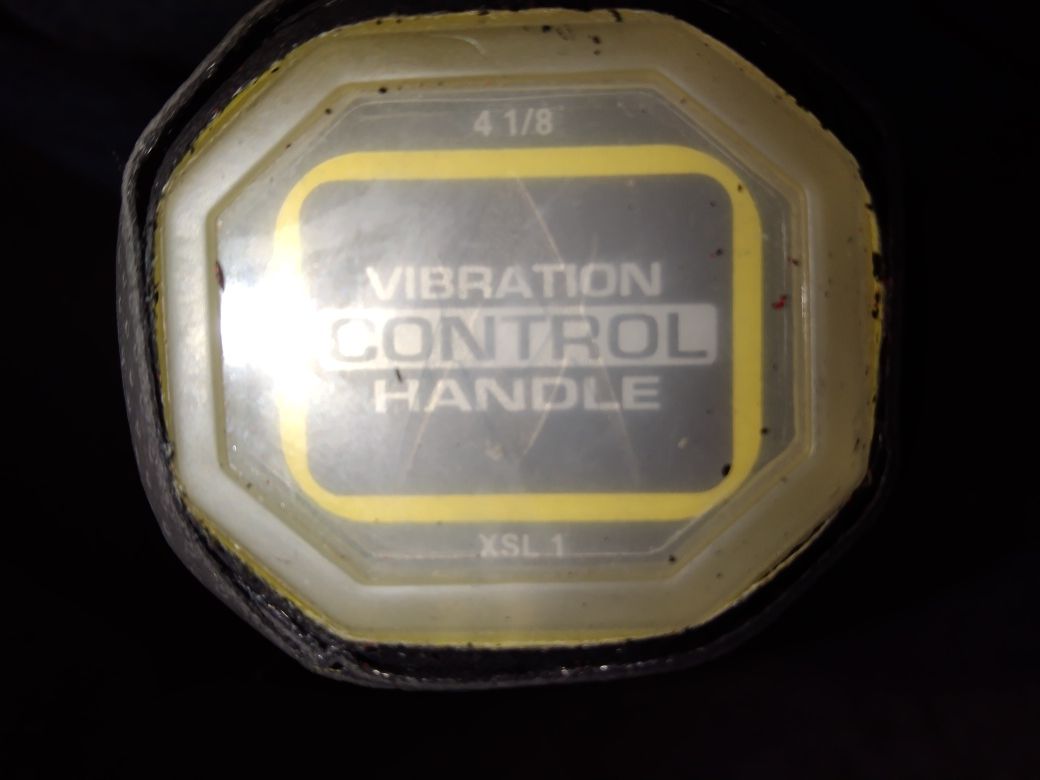 4 1/8
VIBRATION
CONTROL
HANDLE
XSL 1